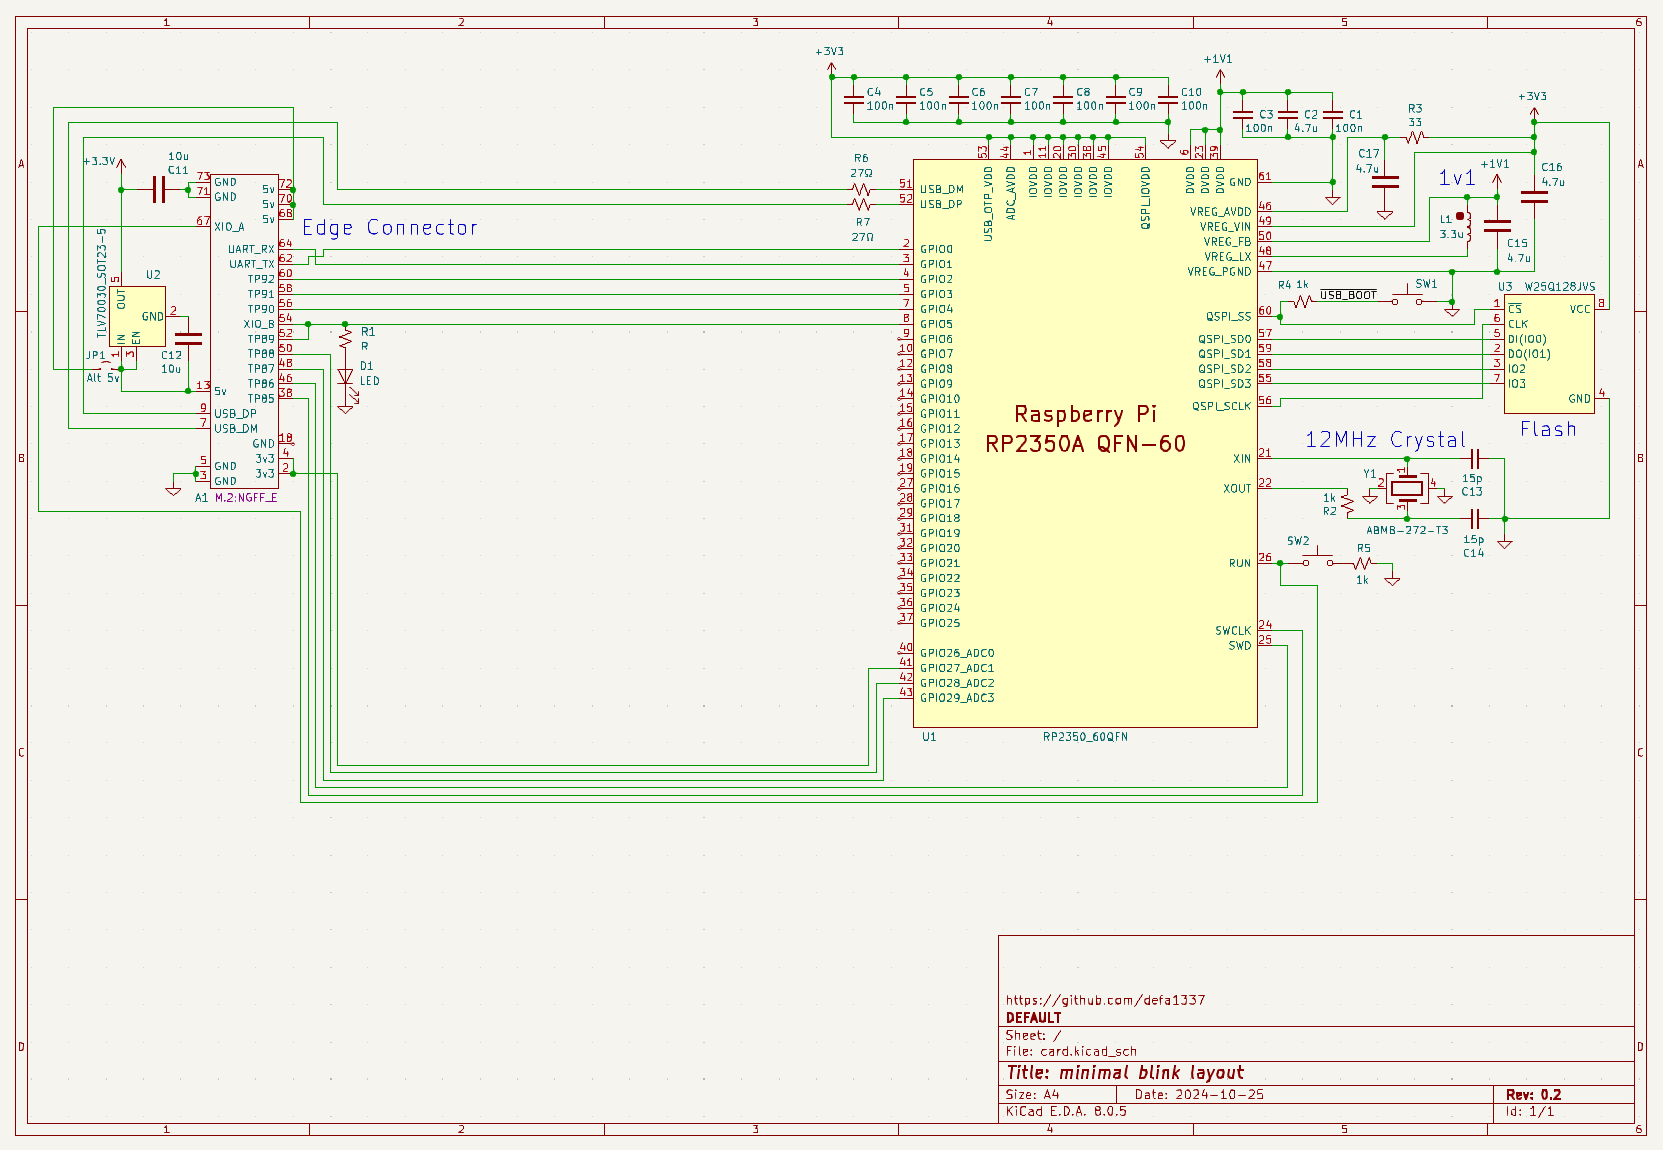 1 2 3 4 5 6
A
B
C
D
A
B
C
D
+3V3
C4
100n
C5
100n
C6
100n
C7
100n
C8
100n
C9
100n
C10
100n
+1V1
C3
100n
C2
4.7u
C1
100n
R3
33
+3V3
C17
4.7u
C16
4.7u
1v1
+1V1
L1
3.3u
C15
4.7u
10u
C11
+3.3V
TLV70030_SOT23-5
U2
5
OUT
GND
2
IN
EN
1
3
JP1
Alt 5v
C12
10u
73 GND
71 GND
67 XIO_A
13 5v
9 USB_DP
7 USB_DM
5 GND
3 GND
5v 72
5v 70
5v 68
UART_RX 64
UART_TX 62
TP92 60
TP91 58
TP90 56
XIO_B 54
TP89 52
TP88 50
TP87 48
TP86 46
TP85 38
GND 18
3v3 4
3v3 2
A1 M.2:NGFF_E
Edge Connector
R1
R
D1
LED
R6
27Ω
R7
27Ω
53 USB_OTP_VDD
44 ADC_AVDD
1 IOVDD
11 IOVDD
20 IOVDD
30 IOVDD
38 IOVDD
45 IOVDD
54 QSPI_IOVDD
6 DVDD
23 DVDD
39 DVDD
51 USB_DM
52 USB_DP
2 GPIO0
3 GPIO1
4 GPIO2
5 GPIO3
7 GPIO4
8 GPIO5
9 GPIO6
10 GPIO7
12 GPIO8
13 GPIO9
14 GPIO10
15 GPIO11
16 GPIO12
17 GPIO13
18 GPIO14
19 GPIO15
27 GPIO16
28 GPIO17
29 GPIO18
31 GPIO19
32 GPIO20
33 GPIO21
34 GPIO22
35 GPIO23
36 GPIO24
37 GPIO25
40 GPIO26_ADC0
41 GPIO27_ADC1
42 GPIO28_ADC2
43 GPIO29_ADC3
GND 61
VREG_AVDD 46
VREG_VIN 49
VREG_FB 50
VREG_LX 48
VREG_PGND 47
QSPI_SS 60
QSPI_SD0 57
QSPI_SD1 59
QSPI_SD2 58
QSPI_SD3 55
QSPI_SCLK 56
XIN 21
XOUT 22
RUN 26
SWCLK 24
SWD 25
Raspberry Pi
RP2350A QFN-60
U1
RP2350_60QFN
R4 1k
USB_BOOT
SW1
U3 W25Q128JVS
1 CS
6 CLK
5 DI(IO0)
2 DO(IO1)
3 IO2
7 IO3
VCC 8
GND 4
Flash
12MHz Crystal
Y1
1
2
3
4
ABM8-272-T3
15p
C13
15p
C14
1k
R2
SW2
R5
1k
https://github.com/defa1337
DEFAULT
Sheet: /
File: card.kicad_sch
Title: minimal blink layout
Size: A4 Date: 2024-10-25 Rev: 0.2
KiCad E.D.A. 8.0.5 Id: 1/1
1 2 3 4 5 6